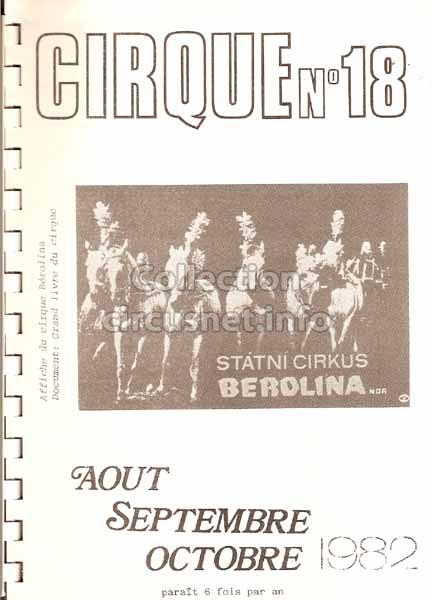 CIRQUE No 18
Affiche du cirque Bérolina
Document: Grand livre du cirque
Collection
circusnet.info
STÁTNÍ CIRKUS
BEROLINA NDR
AOUT
SEPTEMBRE
OCTOBRE 1982
paraît 6 fois par an